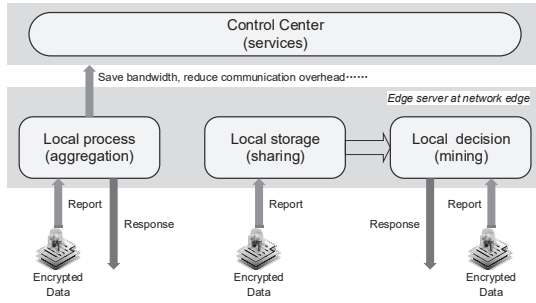 Control Center
(services)
Save bandwidth, reduce communication overhead······
Edge server at network edge
Local process
(aggregation)
Local storage
(sharing)
Local decision
(mining)
Report
Response
Report
Response
Report
Encrypted
Data
Encrypted
Data
Encrypted
Data